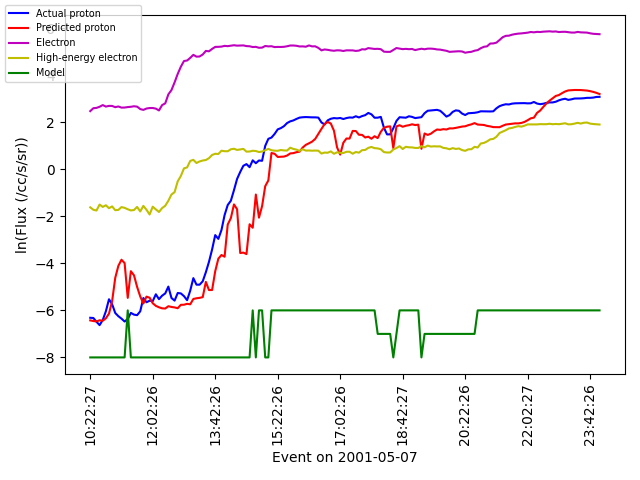 Actual proton
Predicted proton
Electron
High-energy electron
Model
ln(Flux (/cc/s/sr))
2
0
−2
−4
−6
−8
10:22:27
12:02:26
13:42:26
15:22:26
17:02:26
18:42:27
20:22:26
22:02:27
23:42:26
Event on 2001-05-07